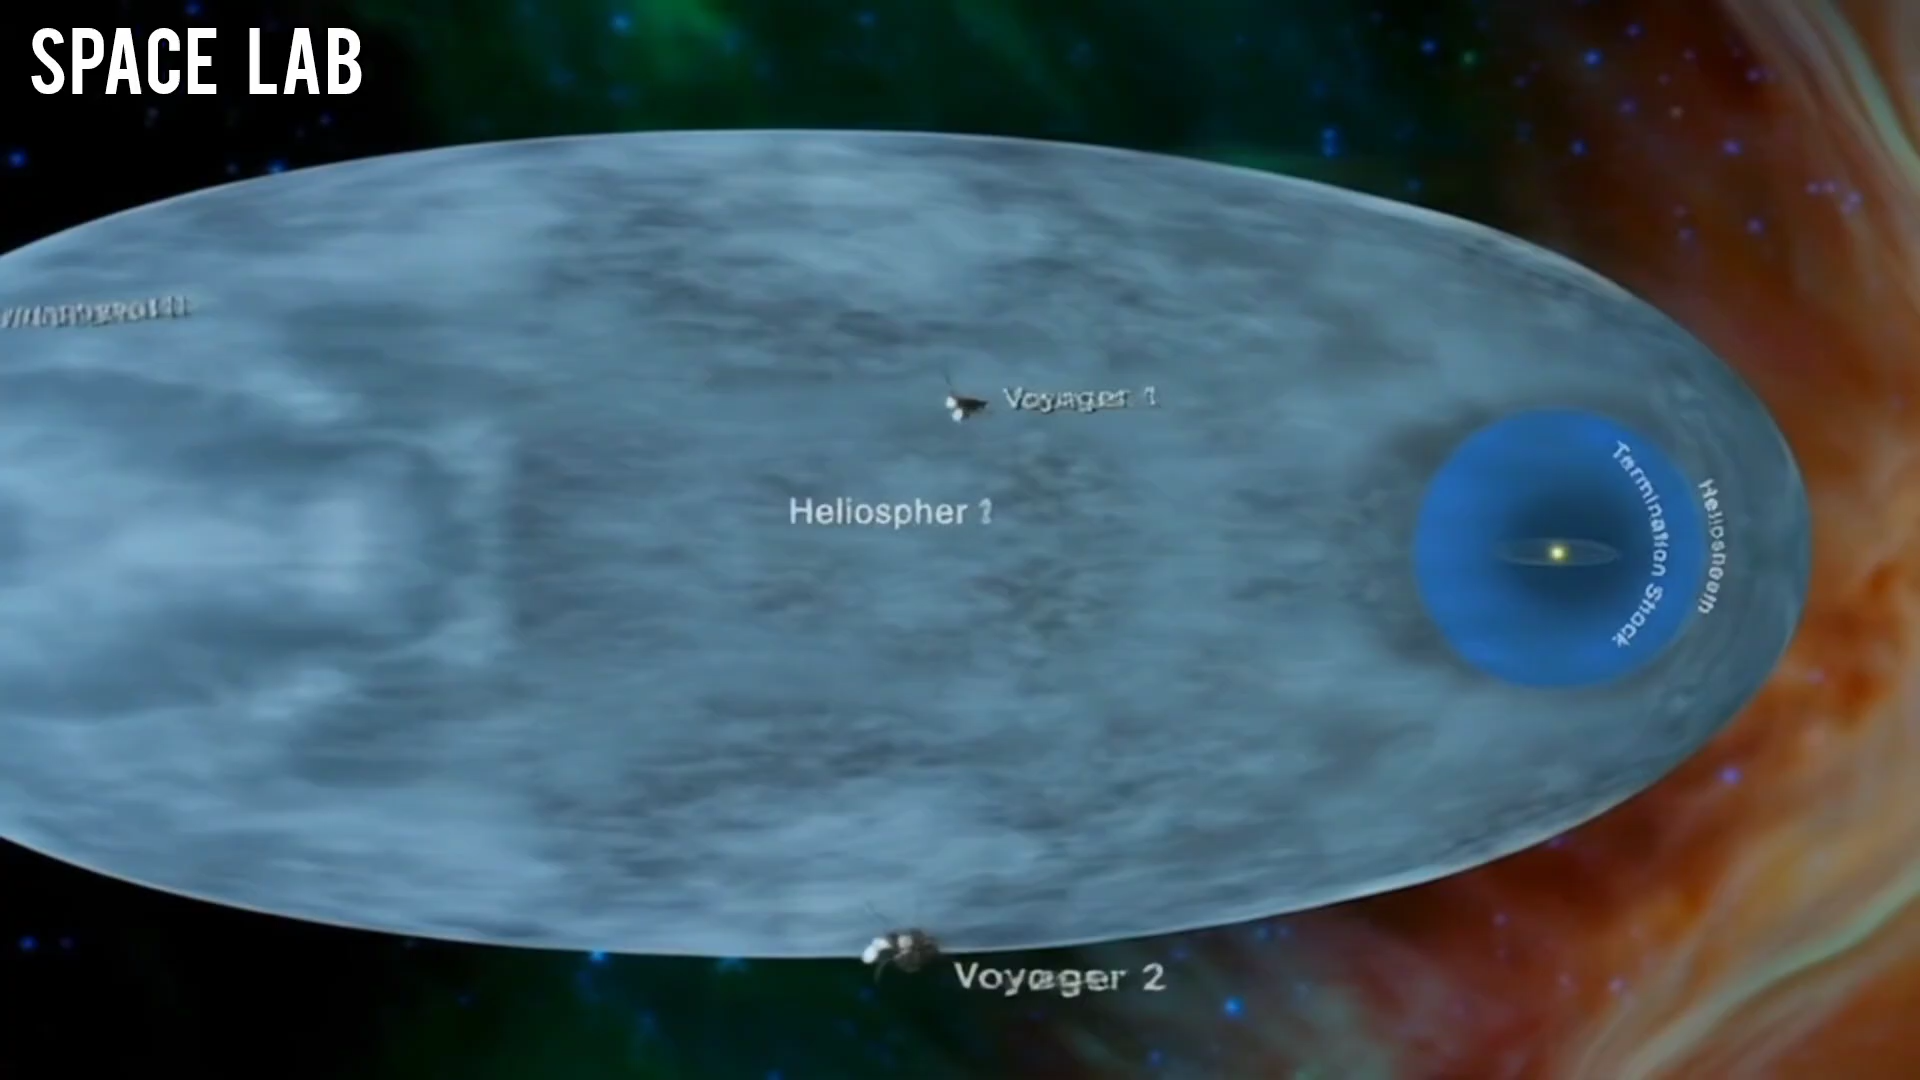 SPACE LAB
Voyager 1
Heliospher 1
Termination Shock
Voyager 2